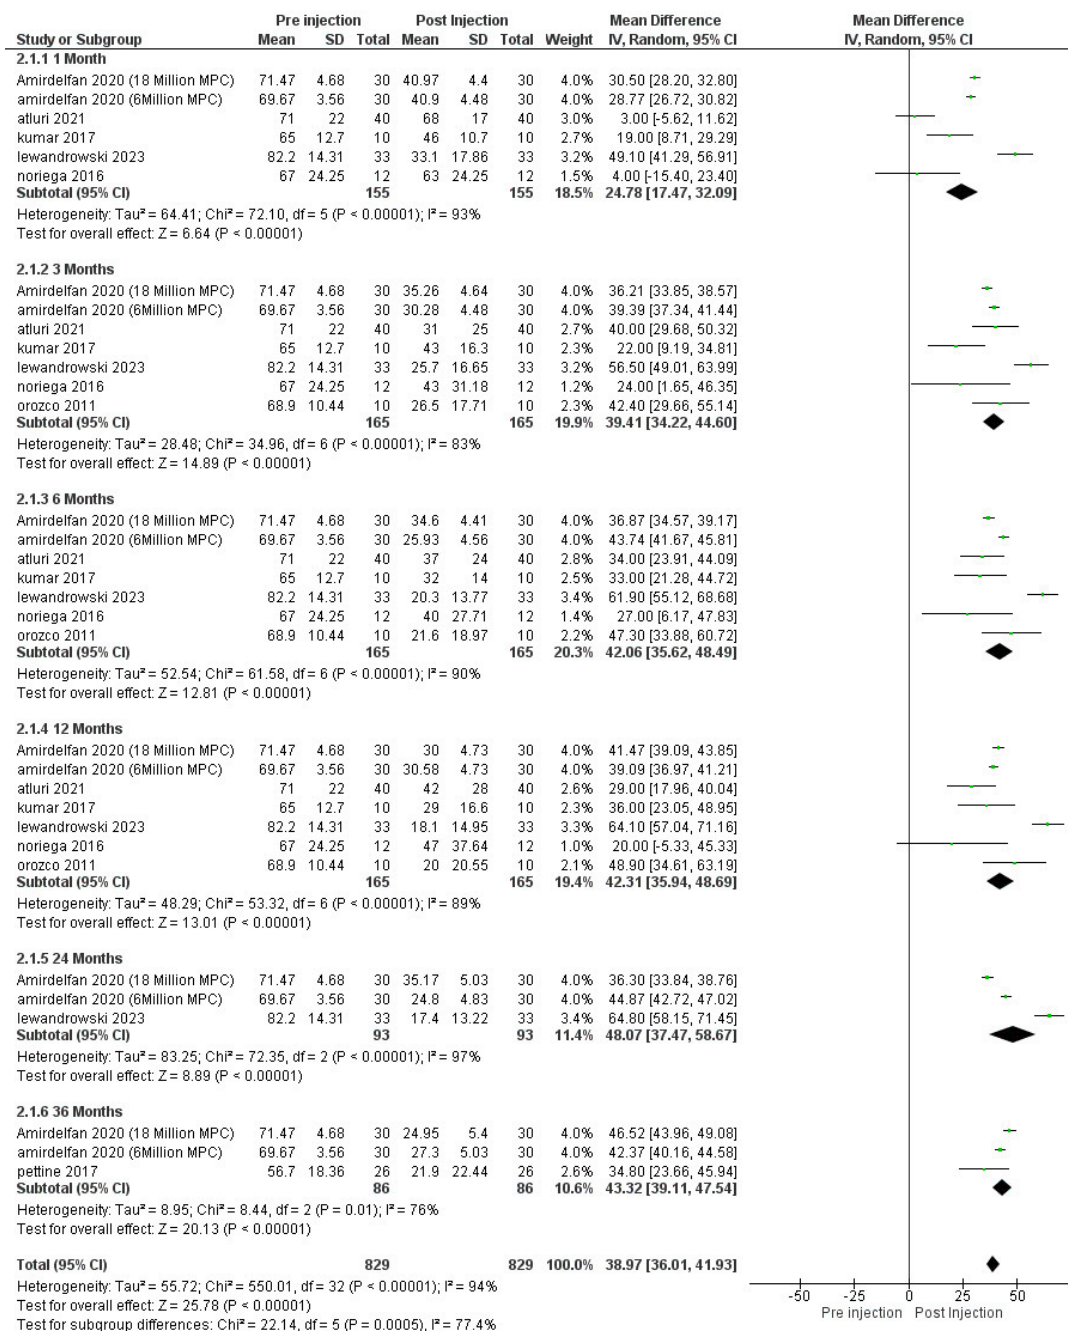 Pre injection Post Injection Mean Difference Mean Difference
Study or Subgroup Mean SD Total Mean SD Total Weight IV, Random, 95% CI IV, Random, 95% CI
2.1.1 1 Month
Amirdelfan 2020 (18 Million MPC) 71.47 4.68 30 40.97 4.4 30 4.0% 30.50 [28.20, 32.80]
amirdelfan 2020 (6Million MPC) 69.67 3.56 30 40.9 4.48 30 4.0% 28.77 [26.72, 30.82]
atluri 2021 71 22 40 68 17 40 3.0% 3.00 [-5.62, 11.62]
kumar 2017 65 12.7 10 46 10.7 10 2.7% 19.00 [8.71, 29.29]
lewandrowski 2023 82.2 14.31 33 33.1 17.86 33 3.2% 49.10 [41.29, 56.91]
noriega 2016 67 24.25 12 63 24.25 12 1.5% 4.00 [-15.40, 23.40]
Subtotal (95% CI) 155 155 18.5% 24.78 [17.47, 32.09]
Heterogeneity: Tau² = 64.41; Chi² = 72.10, df = 5 (P < 0.00001); I² = 93%
Test for overall effect: Z = 6.64 (P < 0.00001)
2.1.2 3 Months
Amirdelfan 2020 (18 Million MPC) 71.47 4.68 30 35.26 4.64 30 4.0% 36.21 [33.85, 38.57]
amirdelfan 2020 (6Million MPC) 69.67 3.56 30 30.28 4.48 30 4.0% 39.39 [37.34, 41.44]
atluri 2021 71 22 40 31 25 40 2.7% 40.00 [29.68, 50.32]
kumar 2017 65 12.7 10 43 16.3 10 2.3% 22.00 [9.19, 34.81]
lewandrowski 2023 82.2 14.31 33 25.7 16.65 33 3.2% 56.50 [49.01, 63.99]
noriega 2016 67 24.25 12 43 31.18 12 1.2% 24.00 [1.65, 46.35]
orozco 2011 68.9 10.44 10 26.5 17.71 10 2.3% 42.40 [29.66, 55.14]
Subtotal (95% CI) 165 165 19.9% 39.41 [34.22, 44.60]
Heterogeneity: Tau² = 28.48; Chi² = 34.96, df = 6 (P < 0.00001); I² = 83%
Test for overall effect: Z = 14.89 (P < 0.00001)
2.1.3 6 Months
Amirdelfan 2020 (18 Million MPC) 71.47 4.68 30 34.6 4.41 30 4.0% 36.87 [34.57, 39.17]
amirdelfan 2020 (6Million MPC) 69.67 3.56 30 25.93 4.56 30 4.0% 43.74 [41.67, 45.81]
atluri 2021 71 22 40 37 24 40 2.8% 34.00 [23.91, 44.09]
kumar 2017 65 12.7 10 32 14 10 2.5% 33.00 [21.28, 44.72]
lewandrowski 2023 82.2 14.31 33 20.3 13.77 33 3.4% 61.90 [55.12, 68.68]
noriega 2016 67 24.25 12 40 27.71 12 1.4% 27.00 [6.17, 47.83]
orozco 2011 68.9 10.44 10 21.6 18.97 10 2.2% 47.30 [33.88, 60.72]
Subtotal (95% CI) 165 165 20.3% 42.06 [35.62, 48.49]
Heterogeneity: Tau² = 52.54; Chi² = 61.58, df = 6 (P < 0.00001); I² = 90%
Test for overall effect: Z = 12.81 (P < 0.00001)
2.1.4 12 Months
Amirdelfan 2020 (18 Million MPC) 71.47 4.68 30 30 4.73 30 4.0% 41.47 [39.09, 43.85]
amirdelfan 2020 (6Million MPC) 69.67 3.56 30 30.58 4.73 30 4.0% 39.09 [36.97, 41.21]
atluri 2021 71 22 40 42 28 40 2.6% 29.00 [17.96, 40.04]
kumar 2017 65 12.7 10 29 16.6 10 2.3% 36.00 [23.05, 48.95]
lewandrowski 2023 82.2 14.31 33 18.1 14.95 33 3.3% 64.10 [57.04, 71.16]
noriega 2016 67 24.25 12 47 37.64 12 1.0% 20.00 [-5.33, 45.33]
orozco 2011 68.9 10.44 10 20 20.55 10 2.1% 48.90 [34.61, 63.19]
Subtotal (95% CI) 165 165 19.4% 42.31 [35.94, 48.69]
Heterogeneity: Tau² = 48.29; Chi² = 53.32, df = 6 (P < 0.00001); I² = 89%
Test for overall effect: Z = 13.01 (P < 0.00001)
2.1.5 24 Months
Amirdelfan 2020 (18 Million MPC) 71.47 4.68 30 35.17 5.03 30 4.0% 36.30 [33.84, 38.76]
amirdelfan 2020 (6Million MPC) 69.67 3.56 30 24.8 4.83 30 4.0% 44.87 [42.72, 47.02]
lewandrowski 2023 82.2 14.31 33 17.4 13.22 33 3.4% 64.80 [58.15, 71.45]
Subtotal (95% CI) 93 93 11.4% 48.07 [37.47, 58.67]
Heterogeneity: Tau² = 83.25; Chi² = 72.35, df = 2 (P < 0.00001); I² = 97%
Test for overall effect: Z = 8.89 (P < 0.00001)
2.1.6 36 Months
Amirdelfan 2020 (18 Million MPC) 71.47 4.68 30 24.95 5.4 30 4.0% 46.52 [43.96, 49.08]
amirdelfan 2020 (6Million MPC) 69.67 3.56 30 27.3 5.03 30 4.0% 42.37 [40.16, 44.58]
pettine 2017 56.7 18.36 26 21.9 22.44 26 2.6% 34.80 [23.66, 45.94]
Subtotal (95% CI) 86 86 10.6% 43.32 [39.11, 47.54]
Heterogeneity: Tau² = 8.95; Chi² = 8.44, df = 2 (P = 0.01); I² = 76%
Test for overall effect: Z = 20.13 (P < 0.00001)
Total (95% CI) 829 829 100.0% 38.97 [36.01, 41.93]
Heterogeneity: Tau² = 55.72; Chi² = 550.01, df = 32 (P < 0.00001); I² = 94%
Test for overall effect: Z = 25.78 (P < 0.00001)
Test for subgroup differences: Chi² = 22.14, df = 5 (P = 0.0005), I² = 77.4%
-50 -25 0 25 50
Pre injection Post Injection